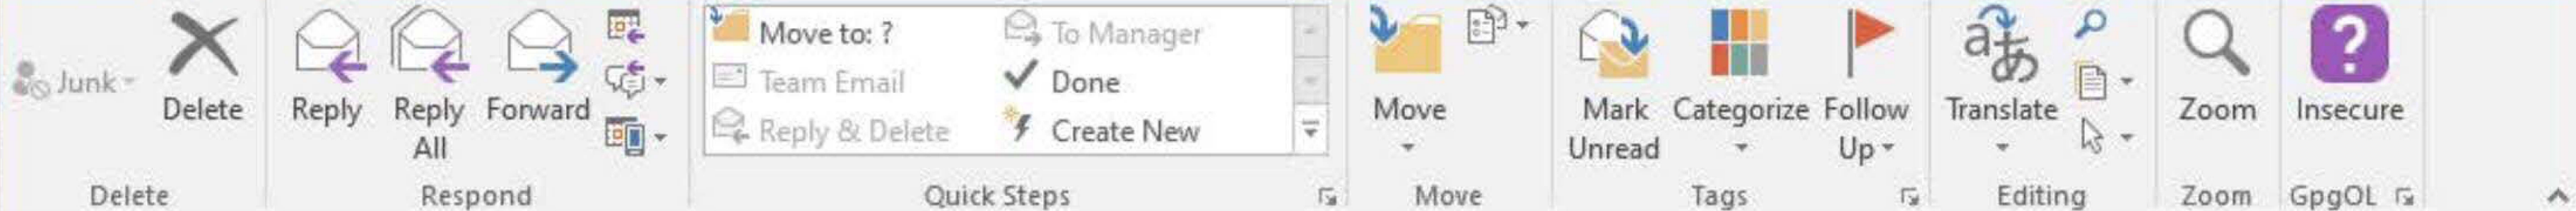 Junk
Delete
Delete
Reply
Reply
All
Forward
Respond
Move to: ?
To Manager
Team Email
Done
Reply & Delete
Create New
Quick Steps
Move
Move
Mark
Unread
Categorize
Follow
Up
Tags
Translate
Editing
Zoom
Zoom
Insecure
GpgOL